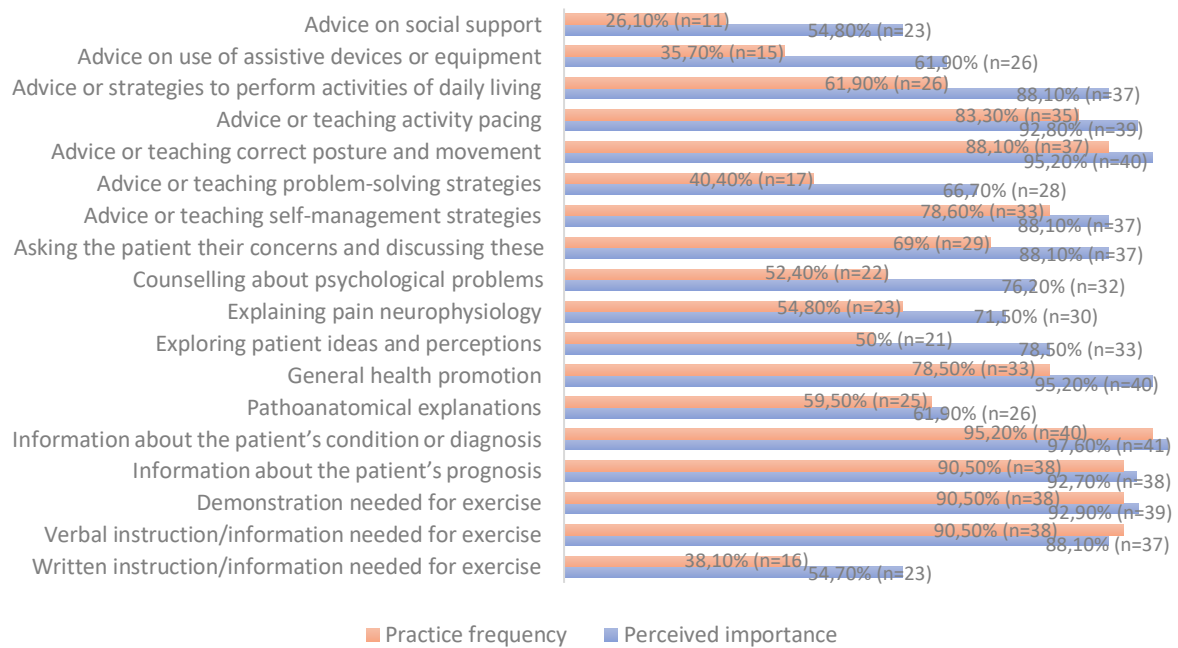 Advice on social support
26,10% (n=11)
54,80% (n=23)
Advice on use of assistive devices or equipment
35,70% (n=15)
61,90% (n=26)
Advice or strategies to perform activities of daily living
61,90% (n=26)
88,10% (n=37)
Advice or teaching activity pacing
83,30% (n=35)
92,80% (n=39)
Advice or teaching correct posture and movement
88,10% (n=37)
95,20% (n=40)
Advice or teaching problem-solving strategies
40,40% (n=17)
66,70% (n=28)
Advice or teaching self-management strategies
78,60% (n=33)
88,10% (n=37)
Asking the patient their concerns and discussing these
69% (n=29)
88,10% (n=37)
Counselling about psychological problems
52,40% (n=22)
76,20% (n=32)
Explaining pain neurophysiology
54,80% (n=23)
71,50% (n=30)
Exploring patient ideas and perceptions
50% (n=21)
78,50% (n=33)
General health promotion
78,50% (n=33)
95,20% (n=40)
Pathoanatomical explanations
59,50% (n=25)
61,90% (n=26)
Information about the patient’s condition or diagnosis
95,20% (n=40)
97,60% (n=41)
Information about the patient’s prognosis
90,50% (n=38)
92,70% (n=38)
Demonstration needed for exercise
90,50% (n=38)
92,90% (n=39)
Verbal instruction/information needed for exercise
90,50% (n=38)
88,10% (n=37)
Written instruction/information needed for exercise
38,10% (n=16)
54,70% (n=23)
Practice frequency
Perceived importance